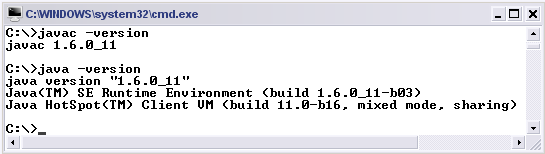 C:\WINDOWS\system32\cmd.exe
C:\>javac -version
javac 1.6.0_11
C:\>java -version
java version "1.6.0_11"
Java(TM) SE Runtime Environment (build 1.6.0_11-b03)
Java HotSpot(TM) Client VM (build 11.0-b16, mixed mode, sharing)
C:\>_